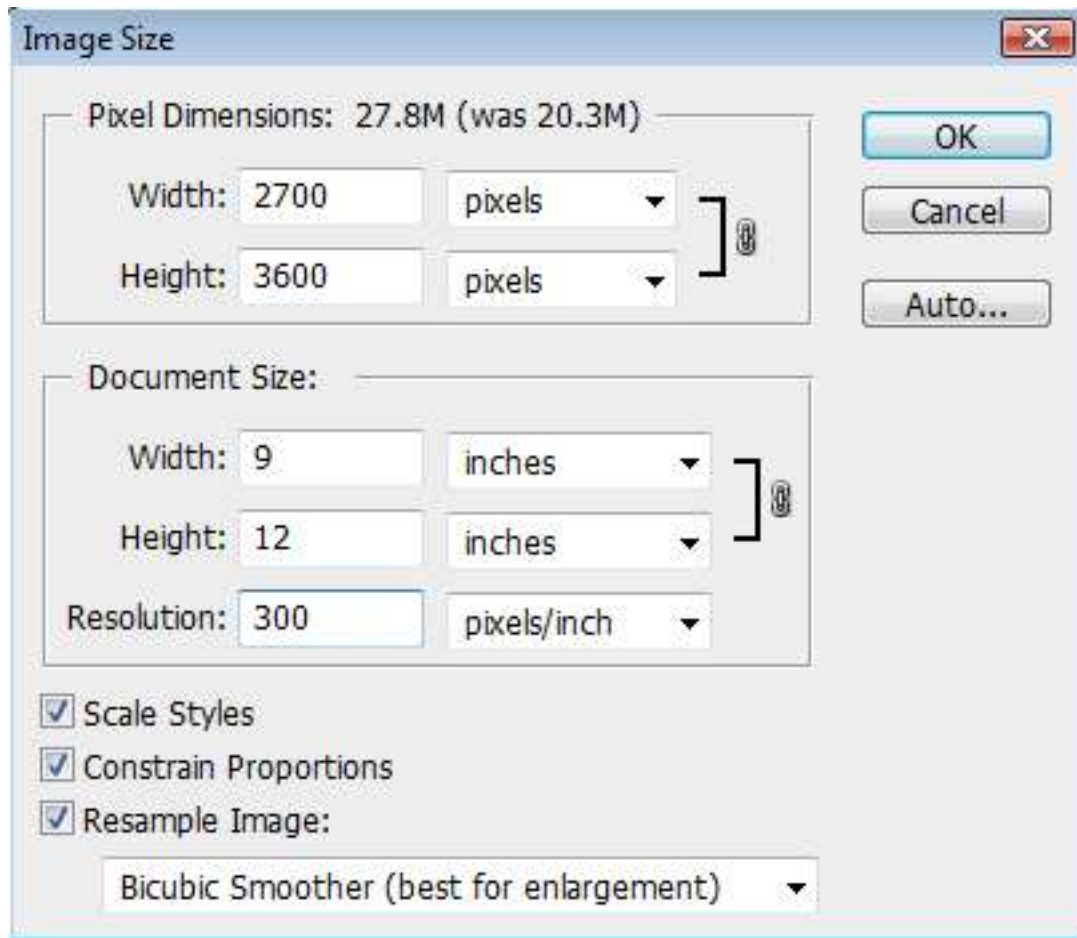 Image Size
Pixel Dimensions: 27.8M (was 20.3M)
Width: 2700 pixels
Height: 3600 pixels
OK
Cancel
Auto...
Document Size:
Width: 9 inches
Height: 12 inches
Resolution: 300 pixels/inch
Scale Styles
Constrain Proportions
Resample Image:
Bicubic Smoother (best for enlargement)